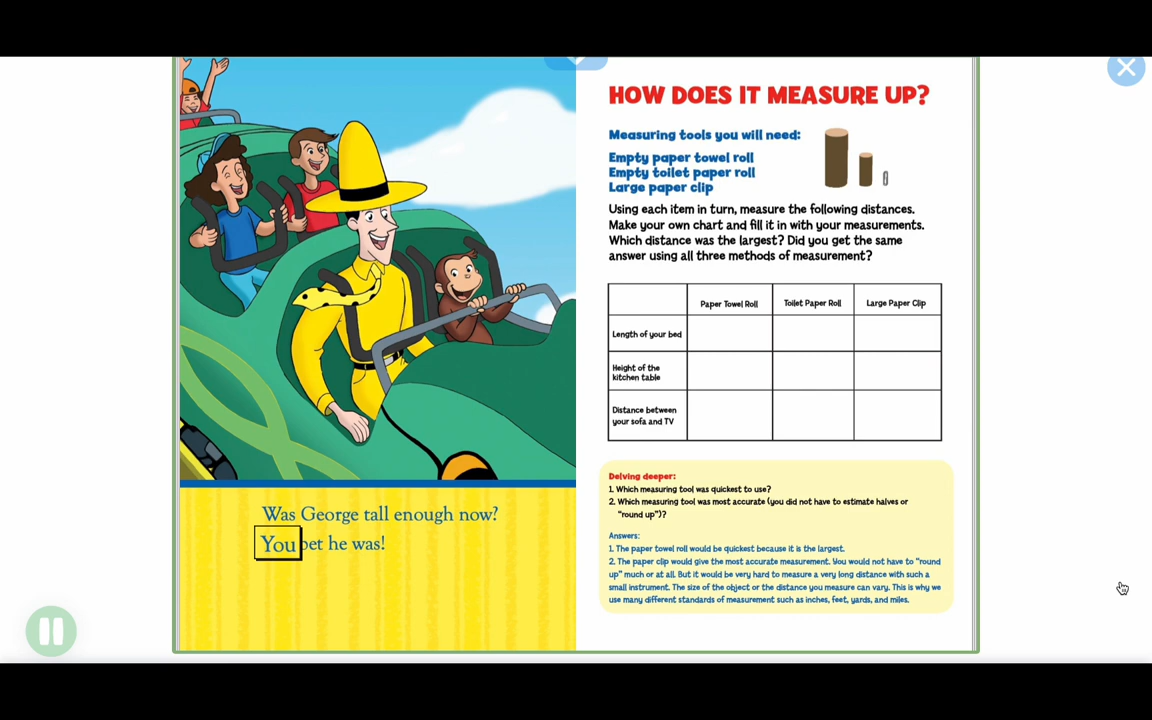 Was George tall enough now?
You bet he was!
HOW DOES IT MEASURE UP?
Measuring tools you will need:
Empty paper towel roll
Empty toilet paper roll
Large paper clip
Using each item in turn, measure the following distances.
Make your own chart and fill it in with your measurements.
Which distance was the largest? Did you get the same
answer using all three methods of measurement?
Paper Towel Roll Toilet Paper Roll Large Paper Clip
Length of your bed
Height of the
kitchen table
Distance between
your sofa and TV
Delving deeper:
1. Which measuring tool was quickest to use?
2. Which measuring tool was most accurate (you did not have to estimate halves or
"round up")?
Answers:
1. The paper towel roll would be quickest because it is the largest.
2. The paper clip would give the most accurate measurement. You would not have to "round
up" much or at all. But it would be very hard to measure a very long distance with such a
small instrument. The size of the object or the distance you measure can vary. This is why we
use many different standards of measurement such as inches, feet, yards, and miles.